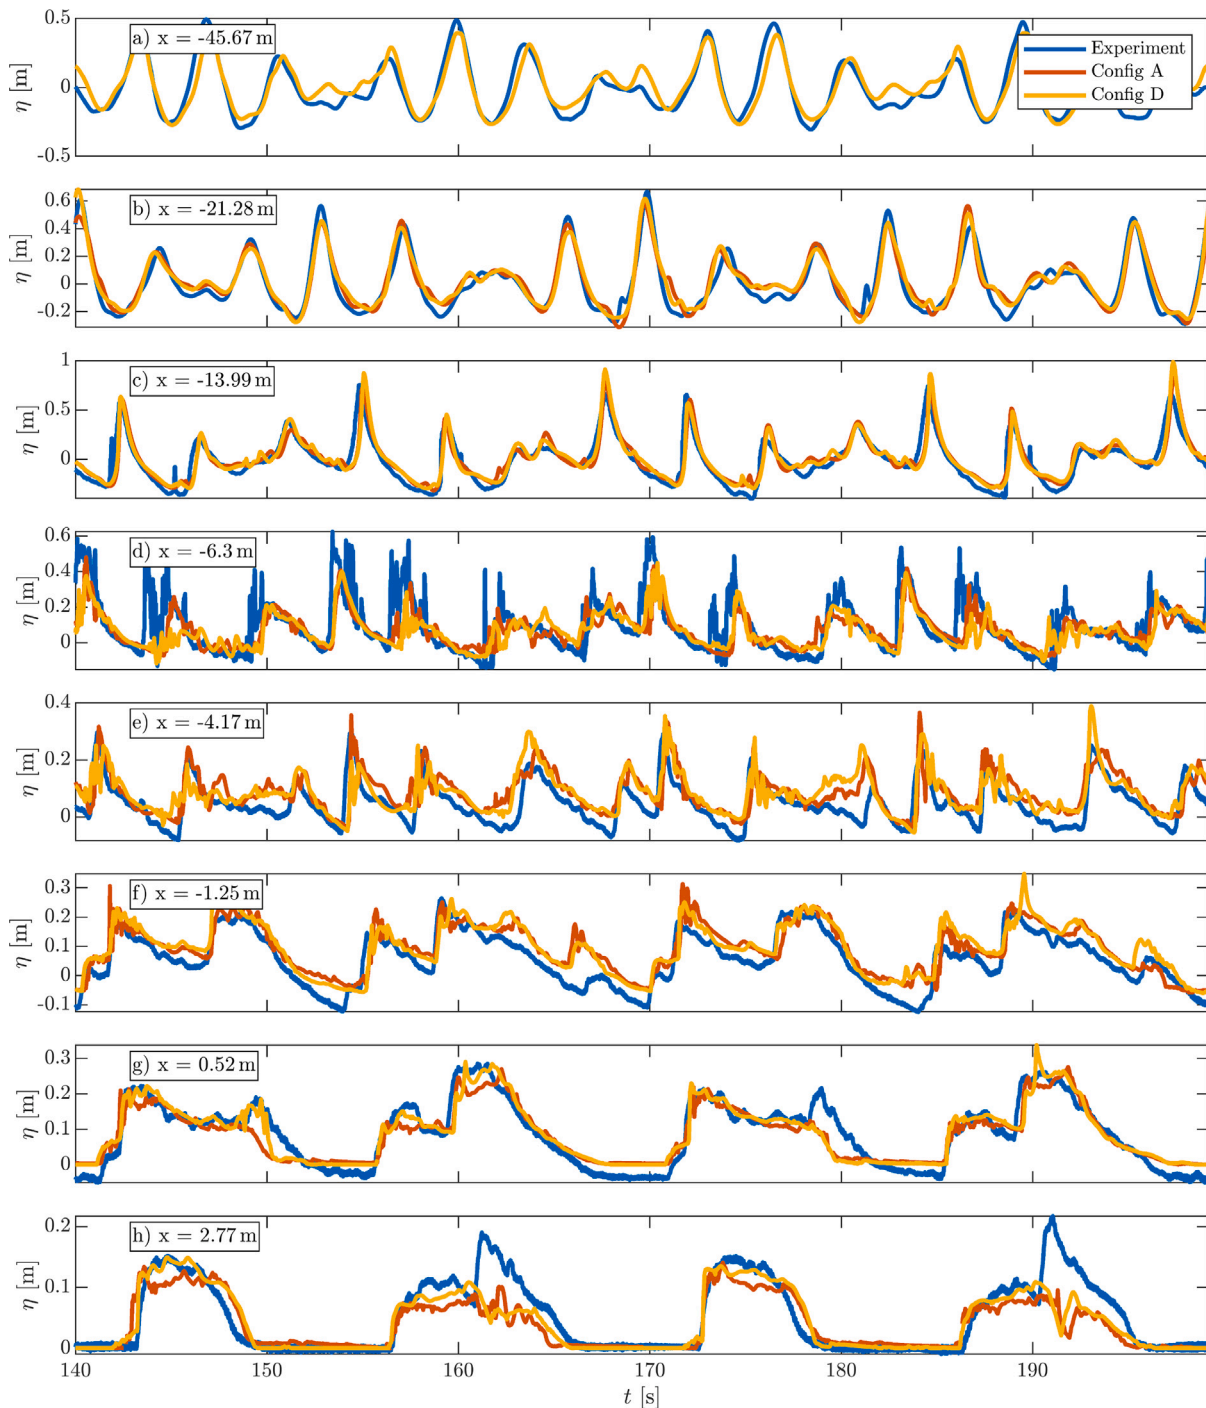 a) x = -45.67 m
0.5
0
-0.5
η [m]
Experiment
Config A
Config D
b) x = -21.28 m
0.6
0.4
0.2
0
-0.2
η [m]
c) x = -13.99 m
1
0.5
0
η [m]
d) x = -6.3 m
0.6
0.4
0.2
0
η [m]
e) x = -4.17 m
0.4
0.2
0
η [m]
f) x = -1.25 m
0.3
0.2
0.1
0
-0.1
η [m]
g) x = 0.52 m
0.3
0.2
0.1
0
η [m]
h) x = 2.77 m
0.2
0.1
0
η [m]
140 150 160 170 180 190
t [s]